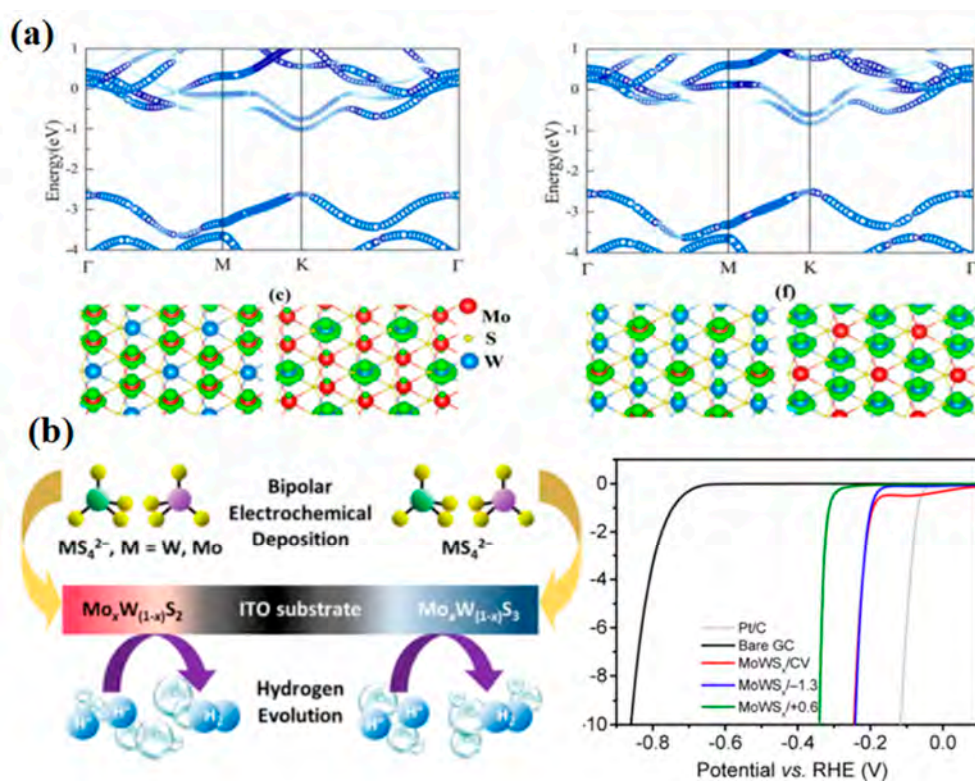 (a)
Energy(eV)
1
0
-1
-2
-3
-4
Γ
M
K
Γ
Energy(eV)
1
0
-1
-2
-3
-4
Γ
M
K
Γ
(e)
Mo
S
W
(f)
(b)
Bipolar
Electrochemical
Deposition
MS₄²⁻, M = W, Mo
MS₄²⁻
MoₓW₍₁₋ₓ₎S₂
ITO substrate
MoₓW₍₁₋ₓ₎S₃
Hydrogen
Evolution
H⁺
H⁺
H₂
H⁺
H⁺
H₂
0
-2
-4
-6
-8
-10
Pt/C
Bare GC
MoWSₓ/CV
MoWSₓ/–1.3
MoWSₓ/+0.6
-0.8
-0.6
-0.4
-0.2
0.0
Potential vs. RHE (V)